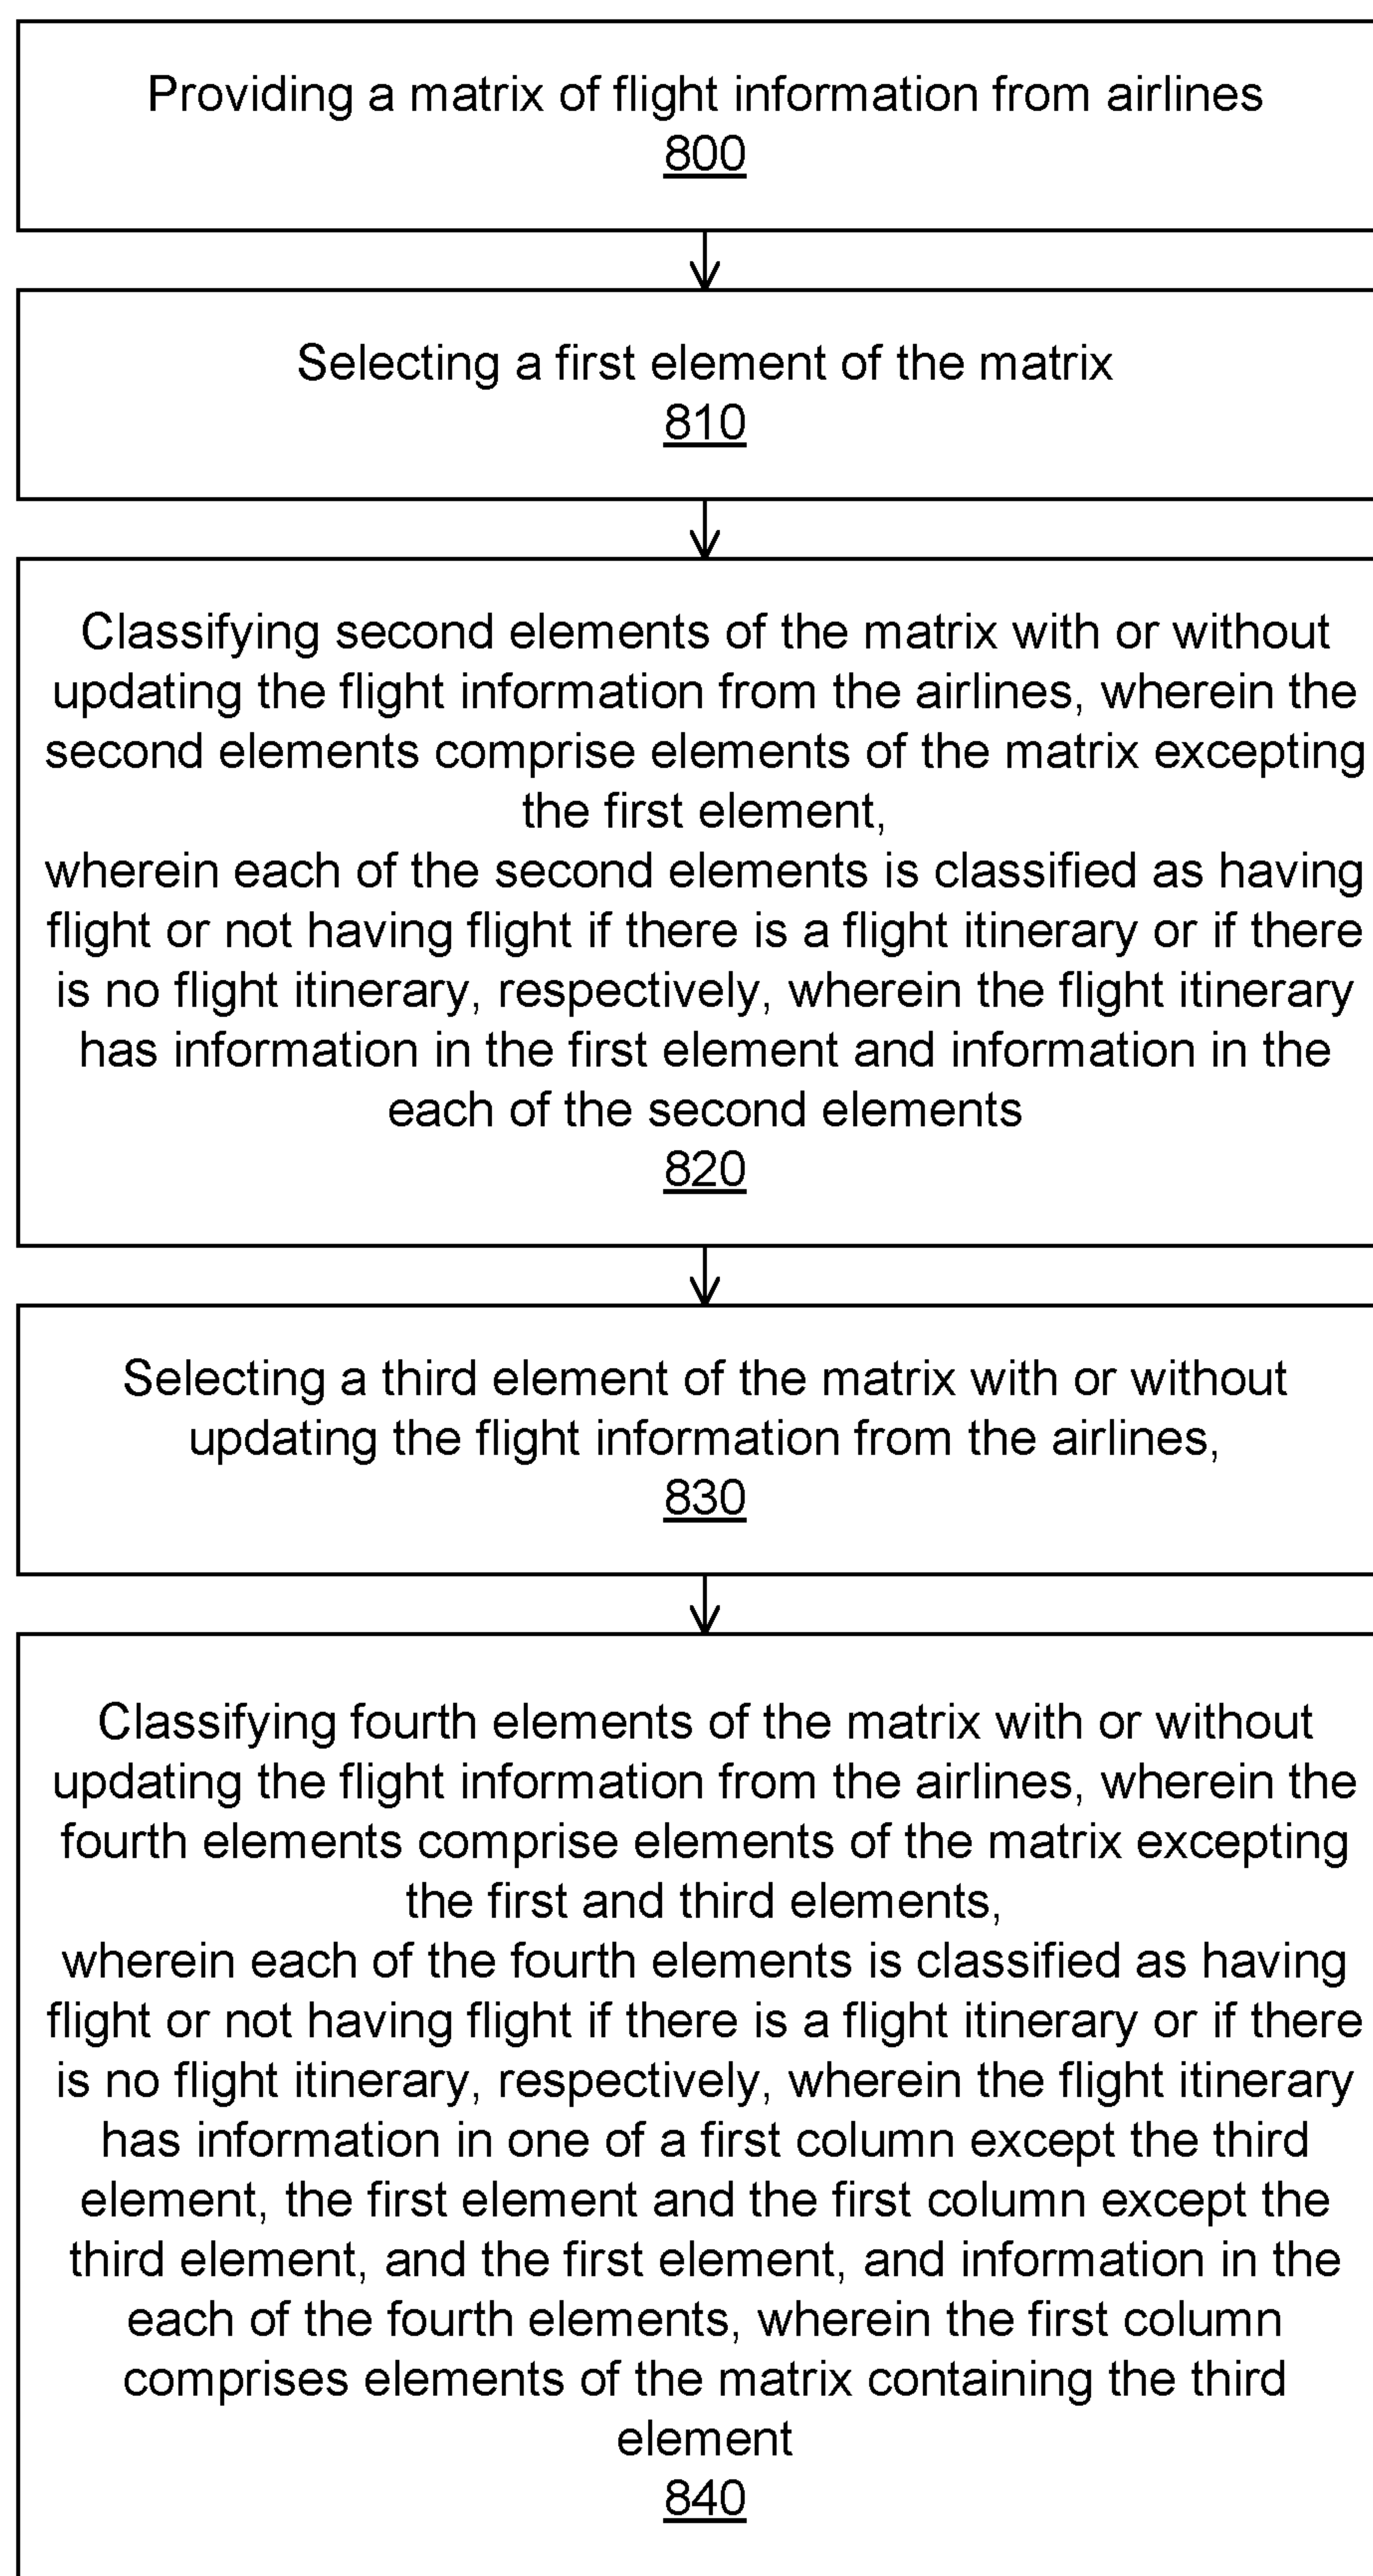 Providing a matrix of flight information from airlines
800
Selecting a first element of the matrix
810
Classifying second elements of the matrix with or without
updating the flight information from the airlines, wherein the
second elements comprise elements of the matrix excepting
the first element,
wherein each of the second elements is classified as having
flight or not having flight if there is a flight itinerary or if there
is no flight itinerary, respectively, wherein the flight itinerary
has information in the first element and information in the
each of the second elements
820
Selecting a third element of the matrix with or without
updating the flight information from the airlines,
830
Classifying fourth elements of the matrix with or without
updating the flight information from the airlines, wherein the
fourth elements comprise elements of the matrix excepting
the first and third elements,
wherein each of the fourth elements is classified as having
flight or not having flight if there is a flight itinerary or if there
is no flight itinerary, respectively, wherein the flight itinerary
has information in one of a first column except the third
element, the first element and the first column except the
third element, and the first element, and information in the
each of the fourth elements, wherein the first column
comprises elements of the matrix containing the third
element
840